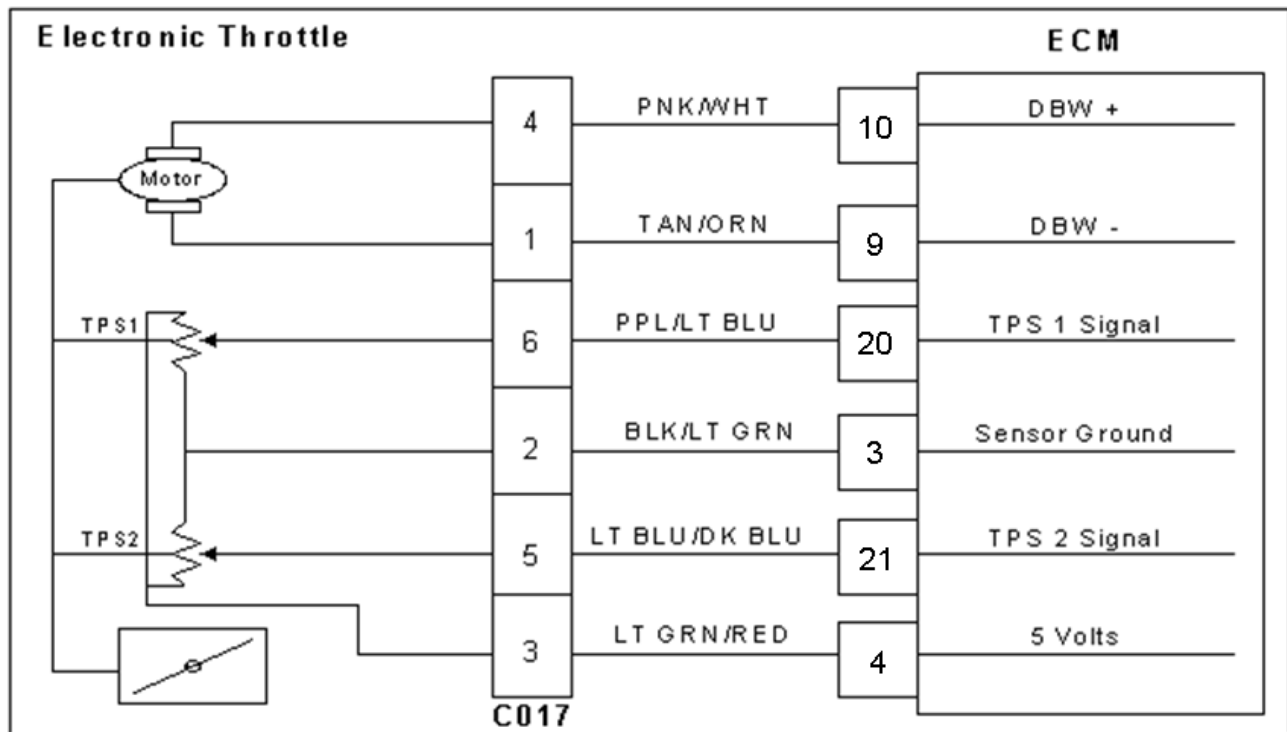 Electronic Throttle
ECM
4
PNK/WHT
10
DBW +
Motor
1
TAN/ORN
9
DBW -
TPS1
6
PPL/LT BLU
20
TPS 1 Signal
2
BLK/LT GRN
3
Sensor Ground
TPS2
5
LT BLU/DK BLU
21
TPS 2 Signal
3
LT GRN/RED
4
5 Volts
C017